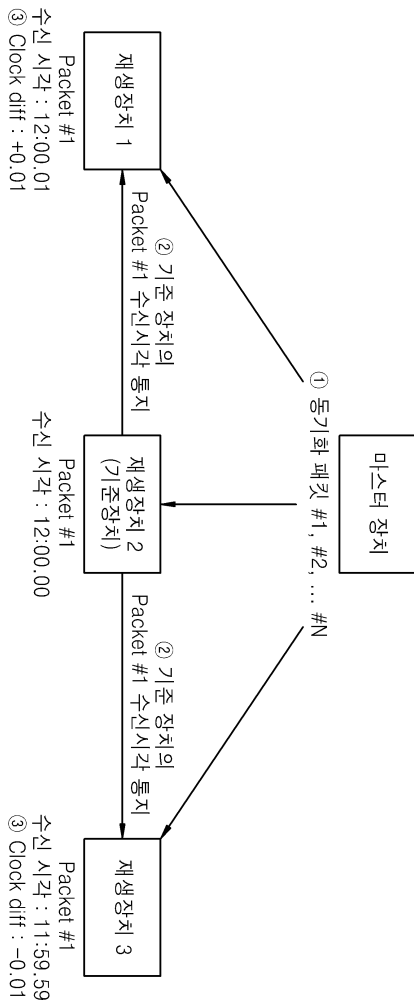 마스터 장치
① 동기화 패킷 #1, #2, ... #N
재생장치 1
② 기준 장치의
Packet #1 수신시각 통지
재생장치 2
(기준장치)
② 기준 장치의
Packet #1 수신시각 통지
재생장치 3
Packet #1
수신 시각 : 12:00.01
③ Clock diff : +0.01
Packet #1
수신 시각 : 12:00.00
Packet #1
수신 시각 : 11:59.59
③ Clock diff : -0.01